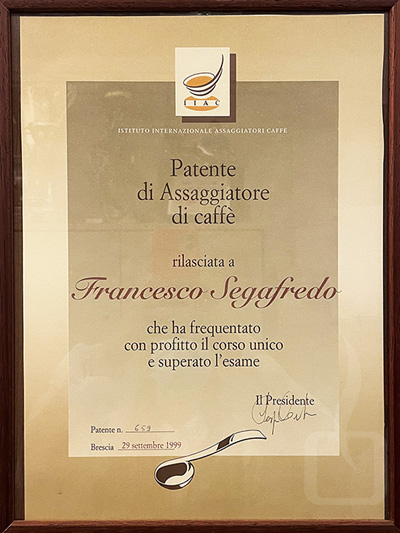 IIAC
ISTITUTO INTERNAZIONALE ASSAGGIATORI CAFFE
Patente
di Assaggiatore
di caffè
rilasciata a
Francesco Segafredo
che ha frequentato
con profitto il corso unico
e superato l'esame
Il Presidente
Patente n. 659
Brescia 29 settembre 1999